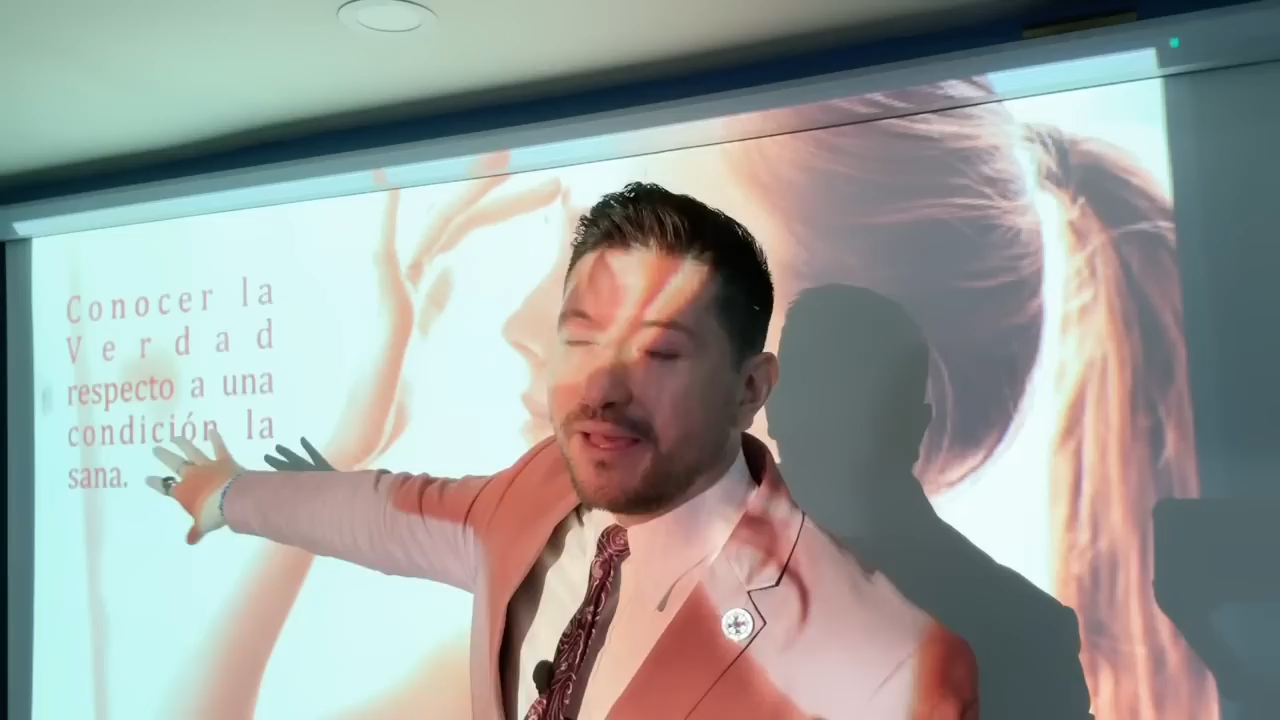 Conocer la
Verdad
respecto a una
condición la
sana.